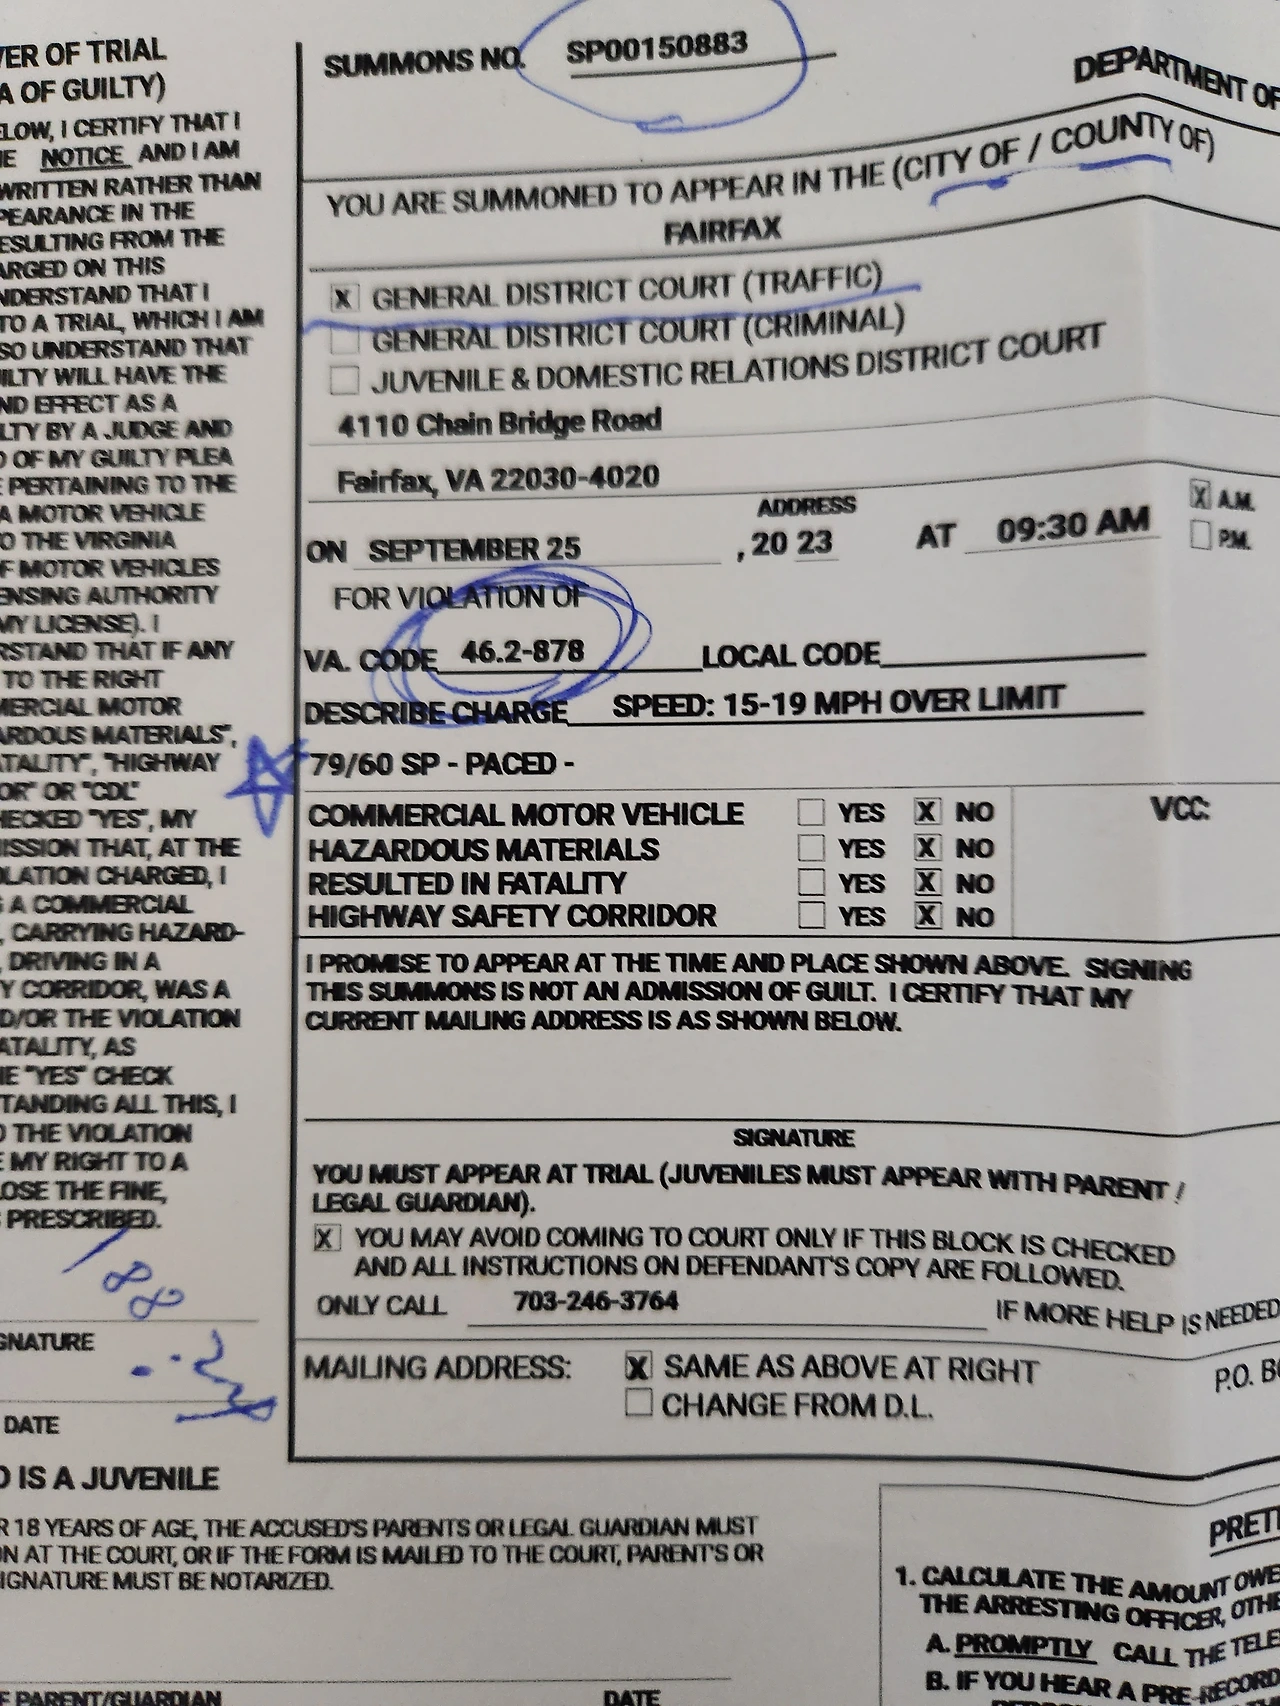 VER OF TRIAL
A OF GUILTY)
ELOW, I CERTIFY THAT I
HE NOTICE AND I AM
WRITTEN RATHER THAN
PEARANCE IN THE
ESULTING FROM THE
ARGED ON THIS
NDERSTAND THAT I
TO A TRIAL, WHICH I AM
SO UNDERSTAND THAT
ILTY WILL HAVE THE
ND EFFECT AS A
LTY BY A JUDGE AND
D OF MY GUILTY PLEA
E PERTAINING TO THE
A MOTOR VEHICLE
O THE VIRGINIA
F MOTOR VEHICLES
ENSING AUTHORITY
MY LICENSE). I
RSTAND THAT IF ANY
TO THE RIGHT
MERCIAL MOTOR
ARDOUS MATERIALS",
ATALITY", "HIGHWAY
OR" OR "CDL"
HECKED "YES", MY
ISSION THAT, AT THE
OLATION CHARGED, I
G A COMMERCIAL
, CARRYING HAZARD-
, DRIVING IN A
Y CORRIDOR, WAS A
D/OR THE VIOLATION
ATALITY, AS
HE "YES" CHECK
TANDING ALL THIS, I
O THE VIOLATION
E MY RIGHT TO A
LOSE THE FINE,
S PRESCRIBED.
GNATURE
DATE
SUMMONS NO. SP00150883
DEPARTMENT OF
YOU ARE SUMMONED TO APPEAR IN THE (CITY OF / COUNTY OF)
FAIRFAX
X GENERAL DISTRICT COURT (TRAFFIC)
GENERAL DISTRICT COURT (CRIMINAL)
JUVENILE & DOMESTIC RELATIONS DISTRICT COURT
4110 Chain Bridge Road
Fairfax, VA 22030-4020
ADDRESS
ON SEPTEMBER 25 , 20 23 AT 09:30 AM X A.M.
P.M.
FOR VIOLATION OF
VA. CODE 46.2-878 LOCAL CODE
DESCRIBE CHARGE SPEED: 15-19 MPH OVER LIMIT
79/60 SP - PACED -
COMMERCIAL MOTOR VEHICLE YES X NO VCC:
HAZARDOUS MATERIALS YES X NO
RESULTED IN FATALITY YES X NO
HIGHWAY SAFETY CORRIDOR YES X NO
I PROMISE TO APPEAR AT THE TIME AND PLACE SHOWN ABOVE. SIGNING
THIS SUMMONS IS NOT AN ADMISSION OF GUILT. I CERTIFY THAT MY
CURRENT MAILING ADDRESS IS AS SHOWN BELOW.
SIGNATURE
YOU MUST APPEAR AT TRIAL (JUVENILES MUST APPEAR WITH PARENT /
LEGAL GUARDIAN).
X YOU MAY AVOID COMING TO COURT ONLY IF THIS BLOCK IS CHECKED
AND ALL INSTRUCTIONS ON DEFENDANT'S COPY ARE FOLLOWED.
ONLY CALL 703-246-3764 IF MORE HELP IS NEEDED
MAILING ADDRESS: X SAME AS ABOVE AT RIGHT
CHANGE FROM D.L.
P.O. B
D IS A JUVENILE
R 18 YEARS OF AGE, THE ACCUSED'S PARENTS OR LEGAL GUARDIAN MUST
ON AT THE COURT, OR IF THE FORM IS MAILED TO THE COURT, PARENT'S OR
IGNATURE MUST BE NOTARIZED.
F PARENT/GUARDIAN DATE
PRET
1. CALCULATE THE AMOUNT OWE
THE ARRESTING OFFICER, OTH
A. PROMPTLY CALL THE TELE
B. IF YOU HEAR A PRE-RECORD